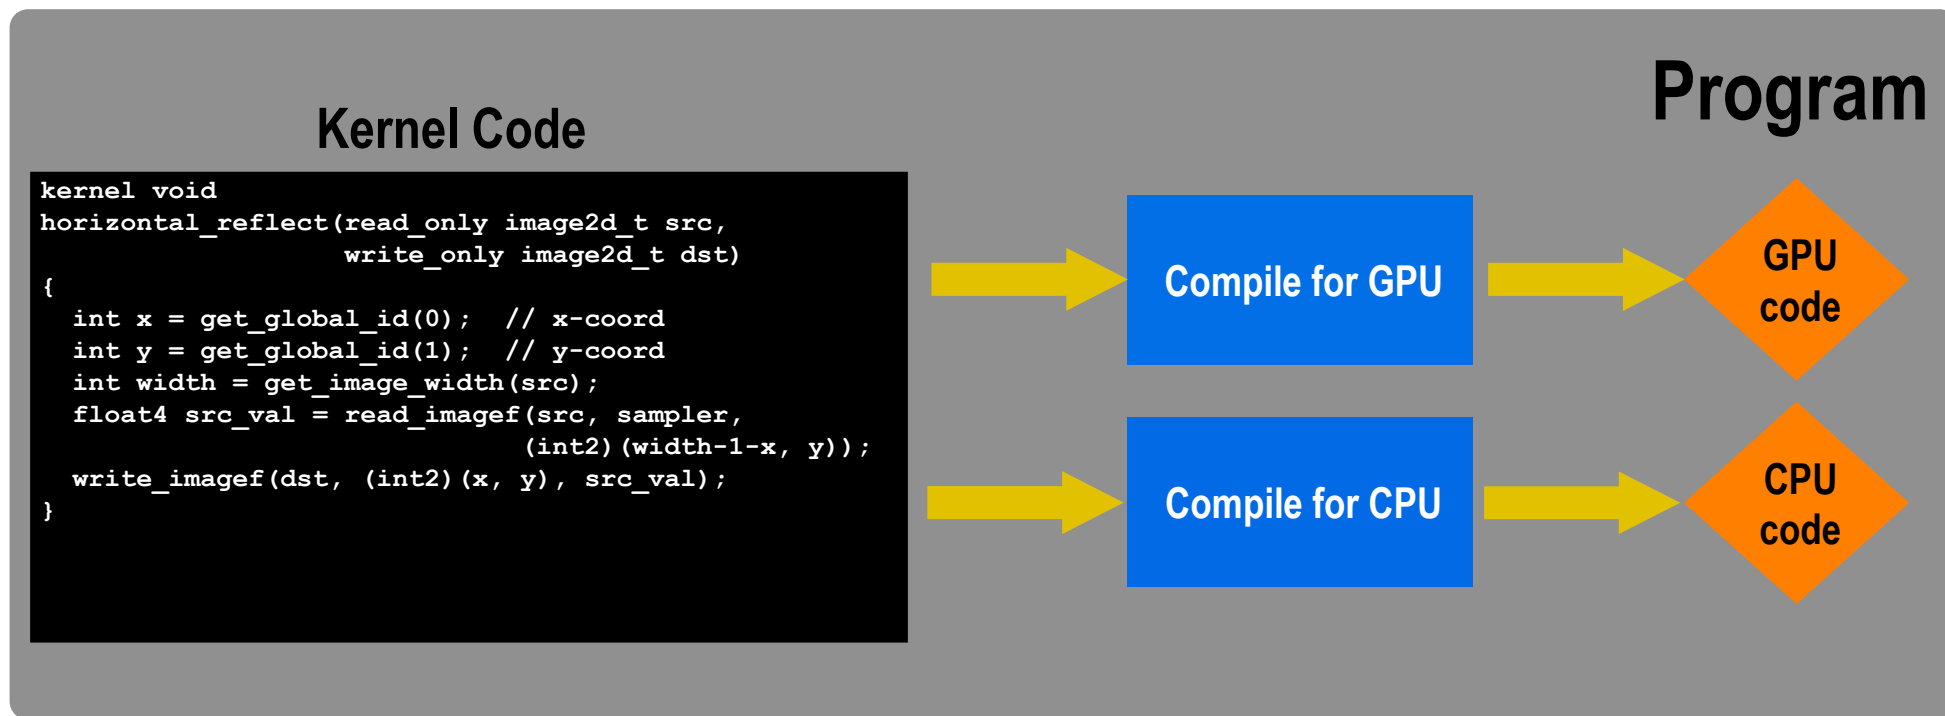 Program
Kernel Code
kernel void
horizontal_reflect(read_only image2d_t src,
                   write_only image2d_t dst)
{
  int x = get_global_id(0);  // x-coord
  int y = get_global_id(1);  // y-coord
  int width = get_image_width(src);
  float4 src_val = read_imagef(src, sampler,
                              (int2)(width-1-x, y));
  write_imagef(dst, (int2)(x, y), src_val);
}
Compile for GPU
GPU
code
Compile for CPU
CPU
code